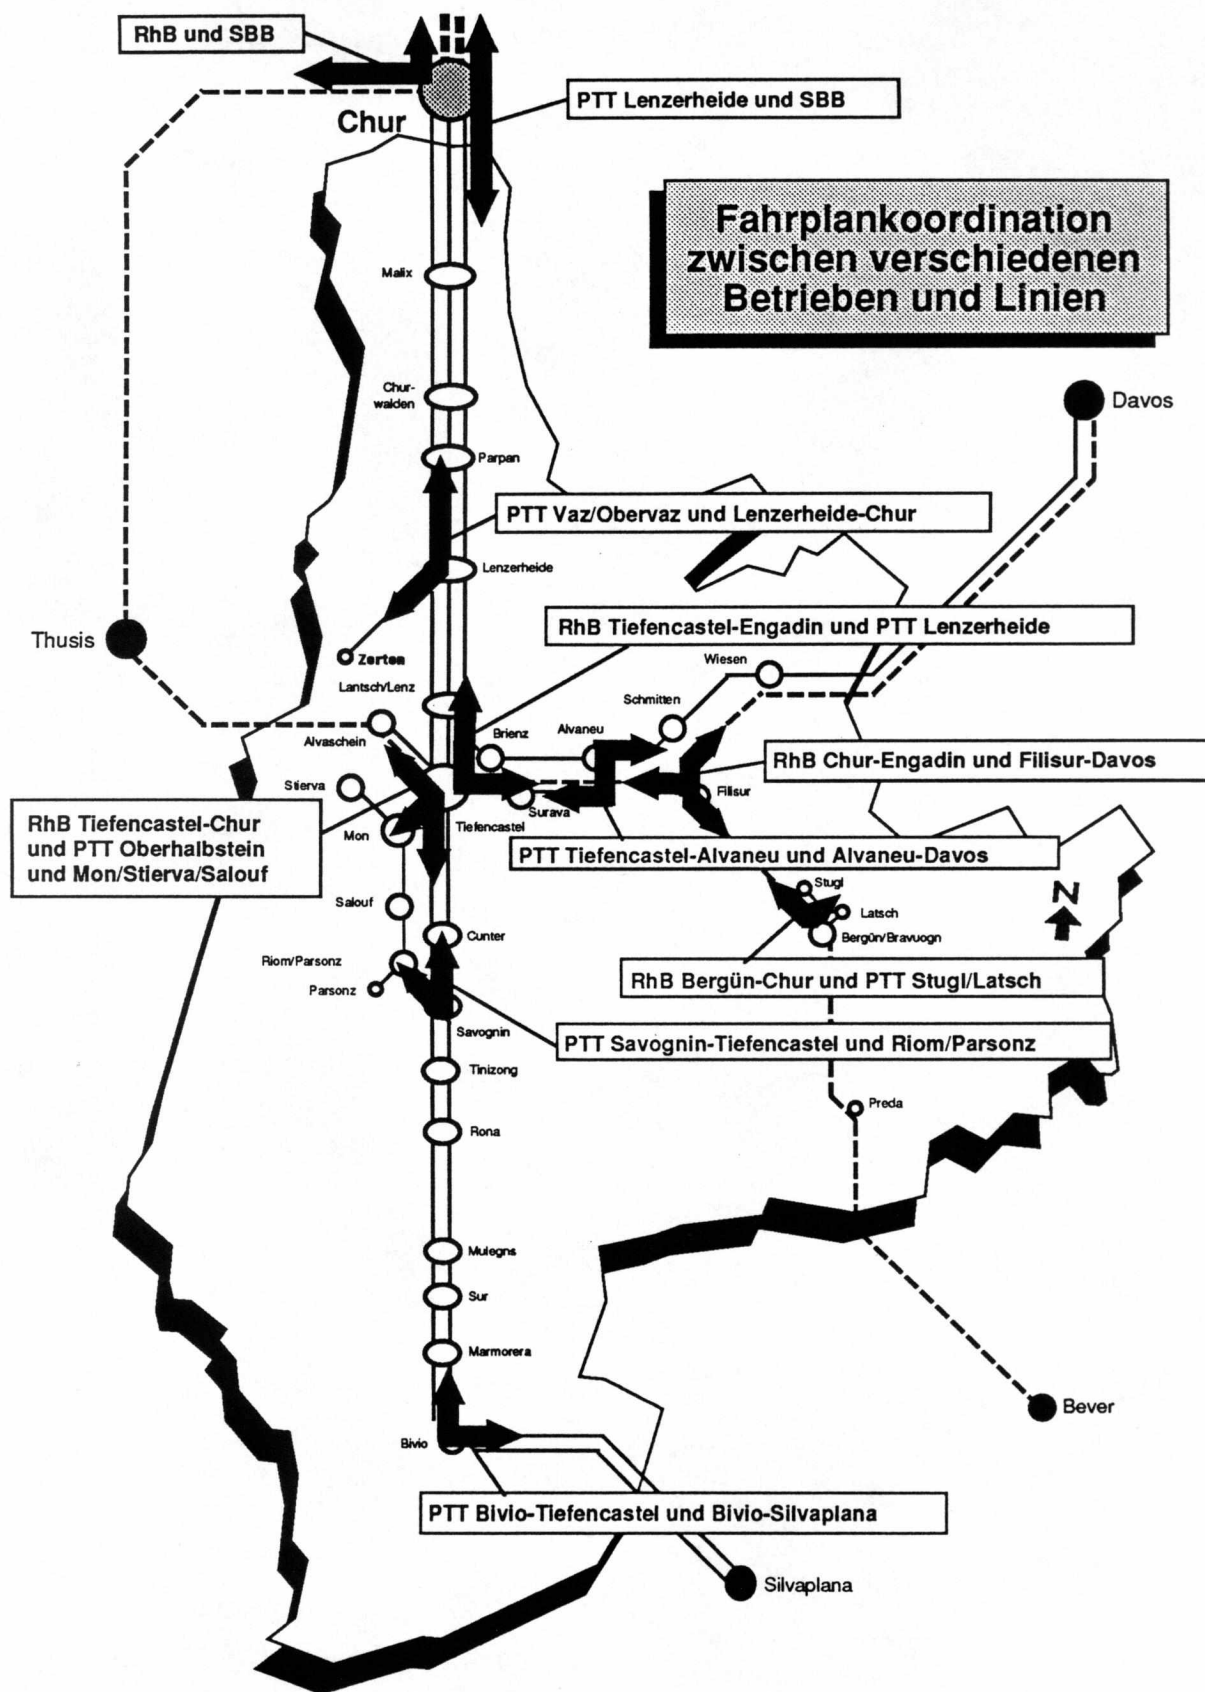 RhB und SBB
PTT Lenzerheide und SBB
Chur
Fahrplankoordination
zwischen verschiedenen
Betrieben und Linien
Malix
Chur-
walden
Davos
Parpan
PTT Vaz/Obervaz und Lenzerheide-Chur
Lenzerheide
RhB Tiefencastel-Engadin und PTT Lenzerheide
Thusis
Zorten
Wiesen
Lantsch/Lenz
Schmitten
Alvaschein
Brienz
Alvaneu
RhB Chur-Engadin und Filisur-Davos
Stierva
Filisur
Surava
Tiefencastel
RhB Tiefencastel-Chur
und PTT Oberhalbstein
und Mon/Stierva/Salouf
Mon
PTT Tiefencastel-Alvaneu und Alvaneu-Davos
Stugl
N
Salouf
Latsch
Cunter
Bergün/Bravuogn
Riom/Parsonz
RhB Bergün-Chur und PTT Stugl/Latsch
Parsonz
Savognin
PTT Savognin-Tiefencastel und Riom/Parsonz
Tinizong
Preda
Rona
Mulegns
Sur
Marmorera
Bever
Bivio
PTT Bivio-Tiefencastel und Bivio-Silvaplana
Silvaplana